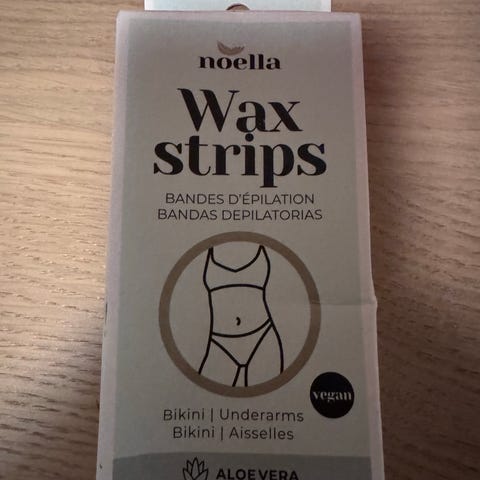 noella
Wax
strips
BANDES D'ÉPILATION
BANDAS DEPILATORIAS
vegan
Bikini | Underarms
Bikini | Aisselles
ALOE VERA